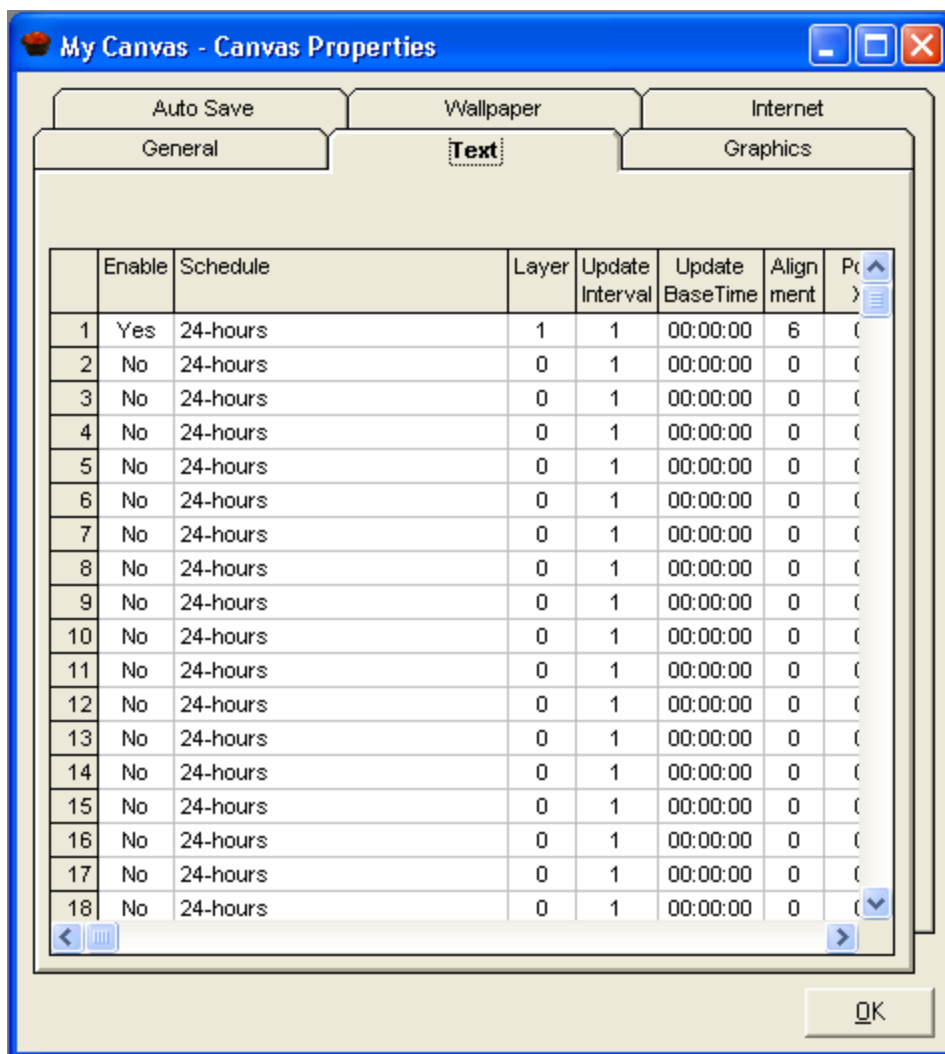 My Canvas - Canvas Properties
Auto Save Wallpaper Internet
General Text Graphics
Enable Schedule Layer Update Update Align
Interval BaseTime ment
1 Yes 24-hours 1 1 00:00:00 6
2 No 24-hours 0 1 00:00:00 0
3 No 24-hours 0 1 00:00:00 0
4 No 24-hours 0 1 00:00:00 0
5 No 24-hours 0 1 00:00:00 0
6 No 24-hours 0 1 00:00:00 0
7 No 24-hours 0 1 00:00:00 0
8 No 24-hours 0 1 00:00:00 0
9 No 24-hours 0 1 00:00:00 0
10 No 24-hours 0 1 00:00:00 0
11 No 24-hours 0 1 00:00:00 0
12 No 24-hours 0 1 00:00:00 0
13 No 24-hours 0 1 00:00:00 0
14 No 24-hours 0 1 00:00:00 0
15 No 24-hours 0 1 00:00:00 0
16 No 24-hours 0 1 00:00:00 0
17 No 24-hours 0 1 00:00:00 0
18 No 24-hours 0 1 00:00:00 0
OK